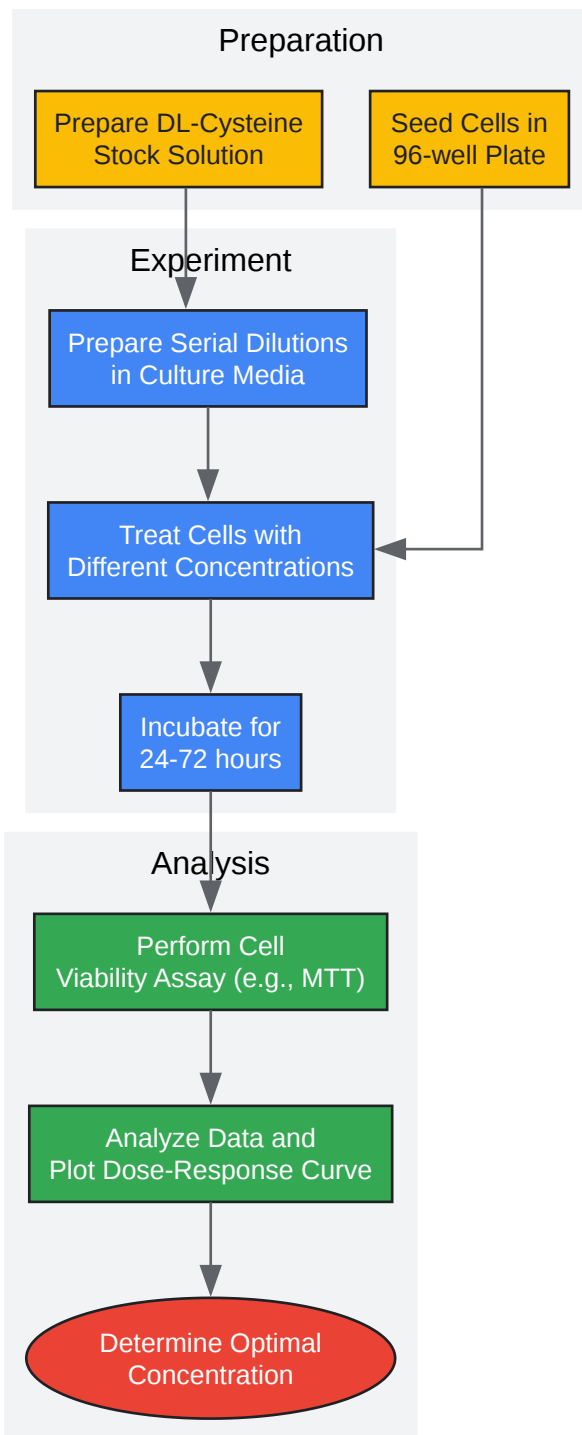 Preparation
Prepare DL-Cysteine
Stock Solution
Seed Cells in
96-well Plate
Experiment
Prepare Serial Dilutions
in Culture Media
Treat Cells with
Different Concentrations
Incubate for
24-72 hours
Analysis
Perform Cell
Viability Assay (e.g., MTT)
Analyze Data and
Plot Dose-Response Curve
Determine Optimal
Concentration